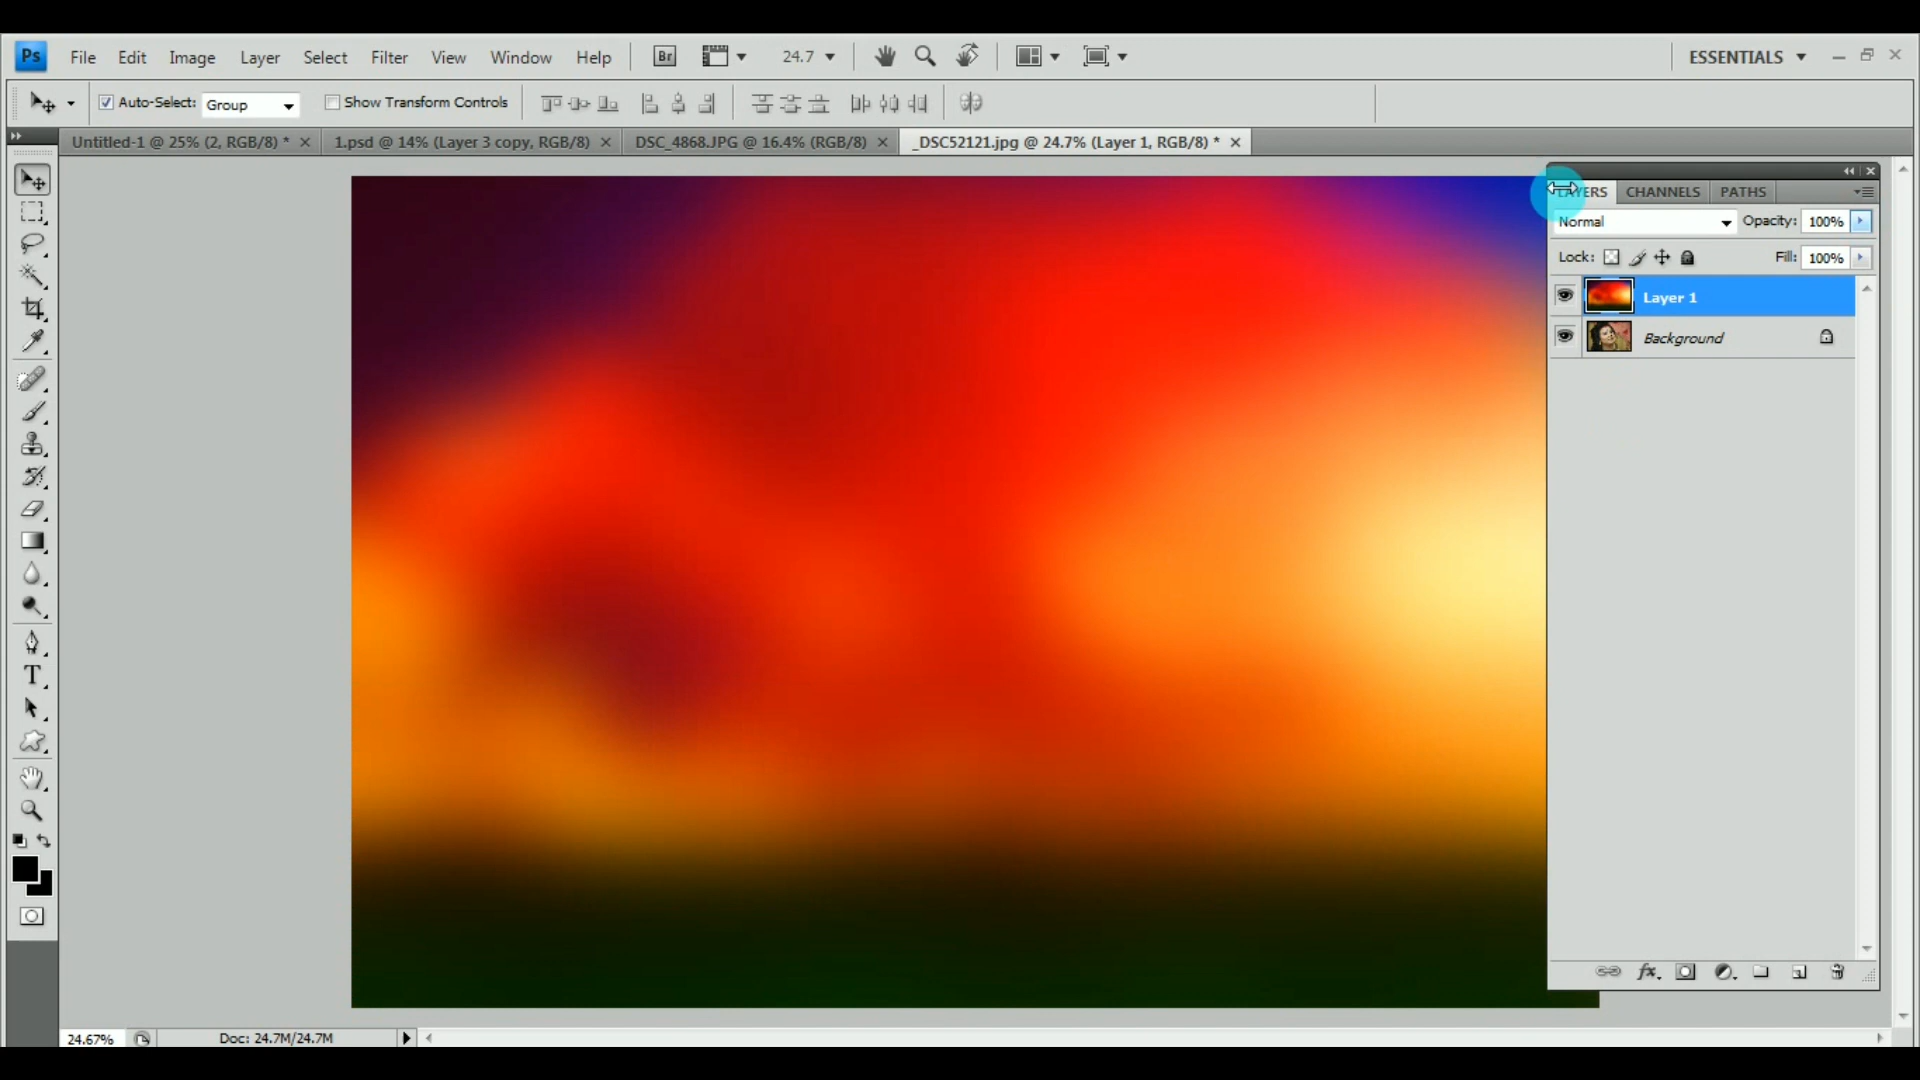 Ps File Edit Image Layer Select Filter View Window Help Br 24.7 ESSENTIALS
Auto-Select: Group Show Transform Controls
Untitled-1 @ 25% (2, RGB/8) * 1.psd @ 14% (Layer 3 copy, RGB/8) DSC_4868.JPG @ 16.4% (RGB/8) _DSC52121.jpg @ 24.7% (Layer 1, RGB/8) *
LAYERS CHANNELS PATHS
Normal Opacity: 100%
Lock: Fill: 100%
Layer 1
Background
T
fx
24.67% Doc: 24.7M/24.7M